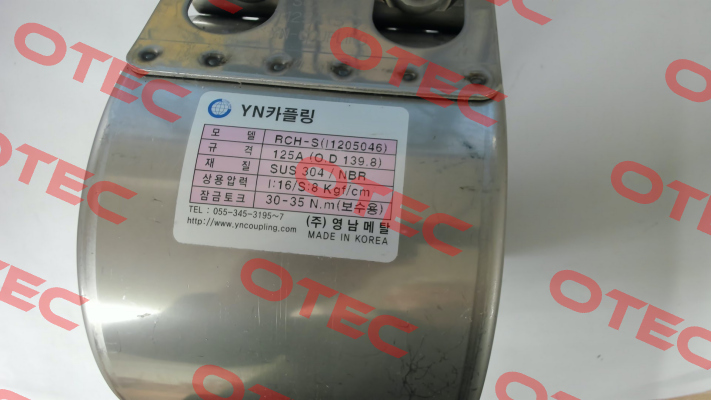 YN카플링
모 델 RCH-S(I1205046)
규 격 125A (O.D 139.8)
재 질 SUS 304 / NBR
상용압력 I:16/S:8 Kgf/cm
잠금토크 30-35 N.m(보수용)
TEL : 055-345-3195~7
(주) 영남메탈
http://www.yncoupling.com
MADE IN KOREA
OTEC
OTEC
OTEC
OTEC
OTEC
OTEC
OTEC
OTEC
OTEC